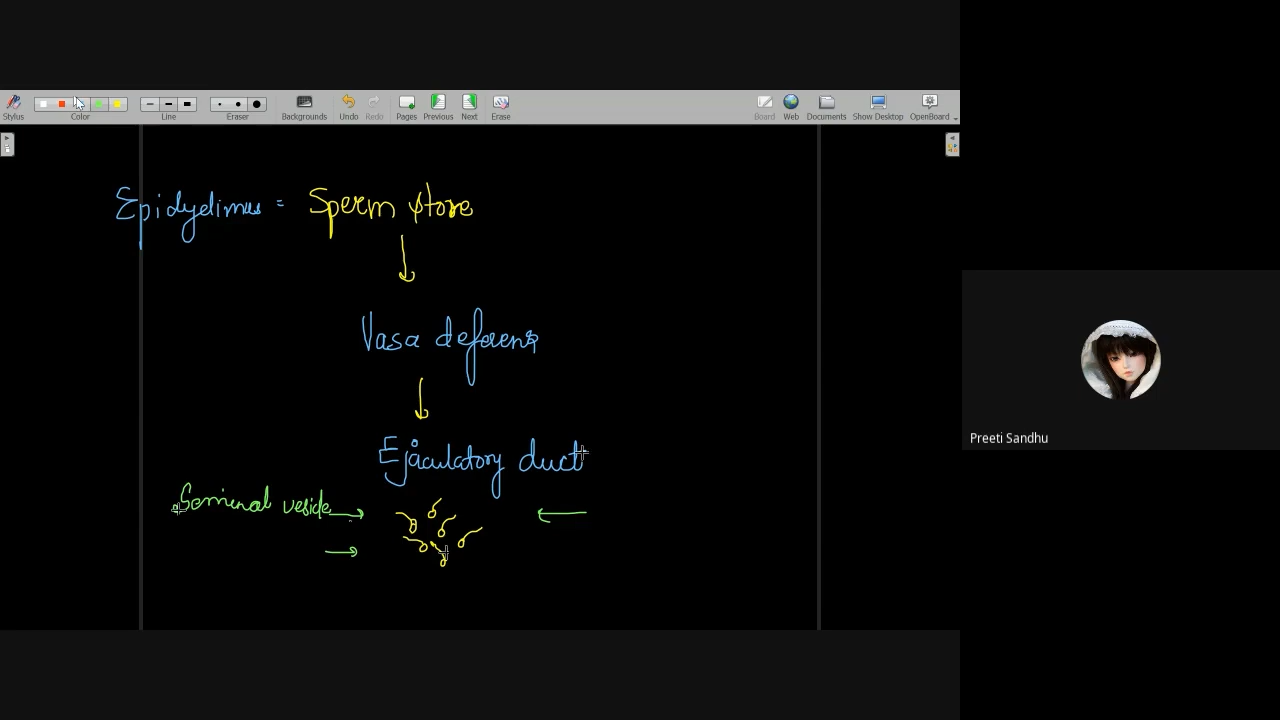 Stylus Color Line Eraser Backgrounds Undo Redo Pages Previous Next Erase Board Web Documents Show Desktop OpenBoard
Epidydimus = Sperm store
Vasa deferens
Ejaculatory duct
Seminal veside
Preeti Sandhu